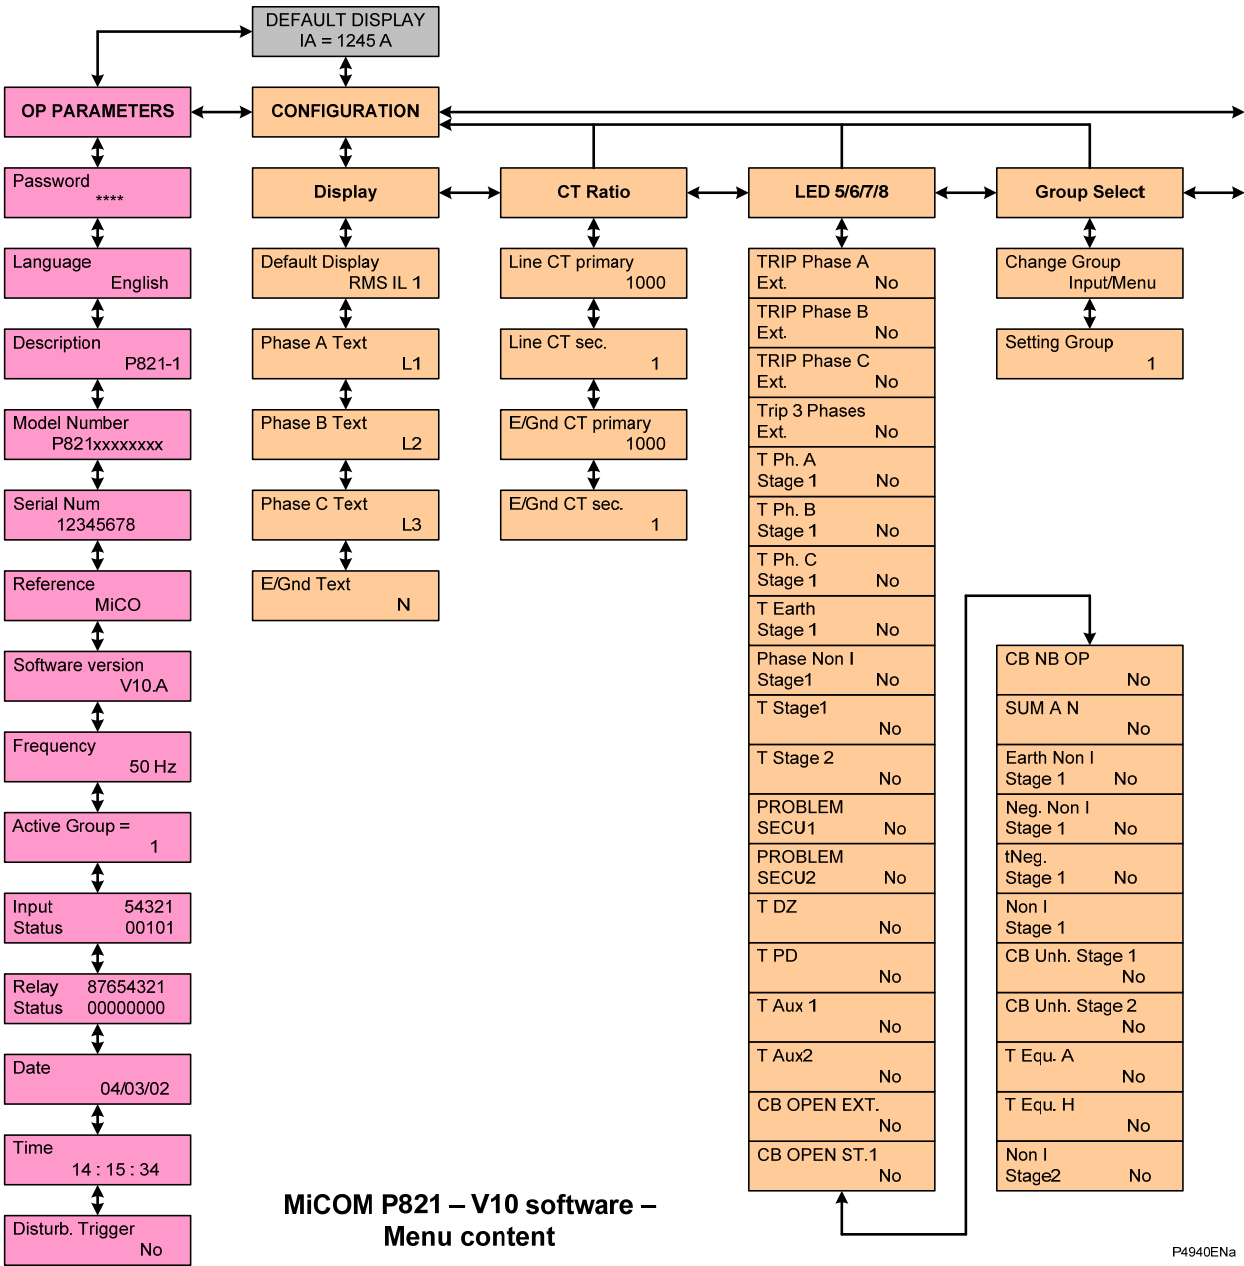 DEFAULT DISPLAY
IA = 1245 A
OP PARAMETERS
Password
****
Language
English
Description
P821-1
Model Number
P821xxxxxxxx
Serial Num
12345678
Reference
MiCO
Software version
V10.A
Frequency
50 Hz
Active Group =
1
Input 54321
Status 00101
Relay 87654321
Status 00000000
Date
04/03/02
Time
14 : 15 : 34
Disturb. Trigger
No
CONFIGURATION
Display
Default Display
RMS IL 1
Phase A Text
L1
Phase B Text
L2
Phase C Text
L3
E/Gnd Text
N
CT Ratio
Line CT primary
1000
Line CT sec.
1
E/Gnd CT primary
1000
E/Gnd CT sec.
1
LED 5/6/7/8
TRIP Phase A
Ext. No
TRIP Phase B
Ext. No
TRIP Phase C
Ext. No
Trip 3 Phases
Ext. No
T Ph. A
Stage 1 No
T Ph. B
Stage 1 No
T Ph. C
Stage 1 No
T Earth
Stage 1 No
Phase Non I
Stage1 No
T Stage1
No
T Stage 2
No
PROBLEM
SECU1 No
PROBLEM
SECU2 No
T DZ
No
T PD
No
T Aux 1
No
T Aux2
No
CB OPEN EXT.
No
CB OPEN ST.1
No
CB NB OP
No
SUM A N
No
Earth Non I
Stage 1 No
Neg. Non I
Stage 1 No
tNeg.
Stage 1 No
Non I
Stage 1
CB Unh. Stage 1
No
CB Unh. Stage 2
No
T Equ. A
No
T Equ. H
No
Non I
Stage2 No
Group Select
Change Group
Input/Menu
Setting Group
1
MiCOM P821 – V10 software –
Menu content
P4940ENa